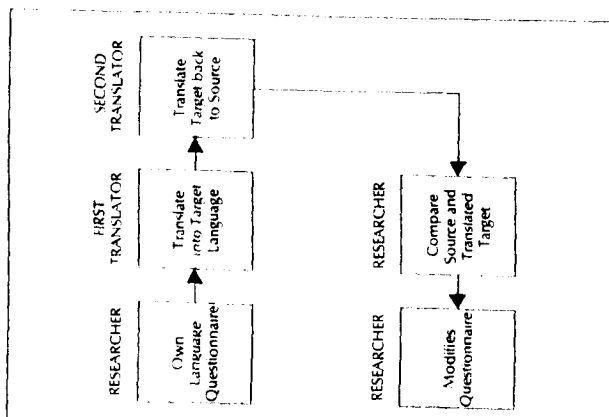 RESEARCHER
Own
Language
Questionnaire
FIRST
TRANSLATOR
Translate
into Target
Language
SECOND
TRANSLATOR
Translate
Target back
to Source
RESEARCHER
Compare
Source and
Translated
Target
RESEARCHER
Modifies
Questionnaire